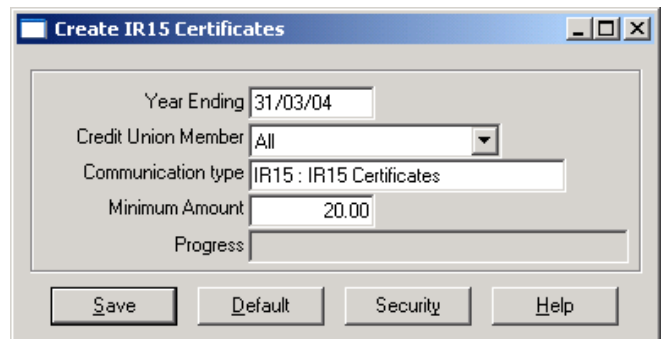 Create IR15 Certificates
Year Ending 31/03/04
Credit Union Member All
Communication type IR15 : IR15 Certificates
Minimum Amount 20.00
Progress
Save Default Security Help